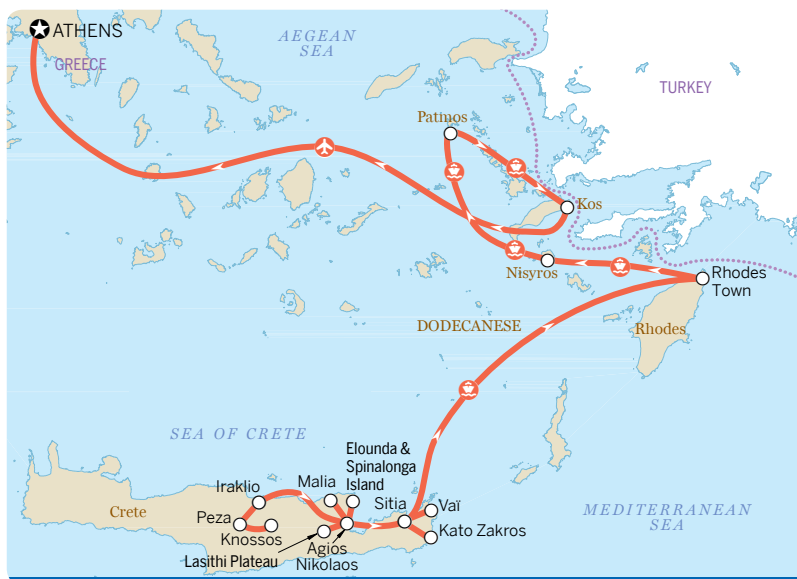 ATHENS
GREECE
AEGEAN
SEA
TURKEY
Patmos
Kos
Nisyros
Rhodes
Town
DODECANESE
Rhodes
SEA OF CRETE
Elounda &
Spinalonga
Island
Malia
Iraklio
Sitia
Vaï
Crete
Peza
Knossos
Kato Zakros
Lasithi Plateau
Agios
Nikolaos
MEDITERRANEAN
SEA